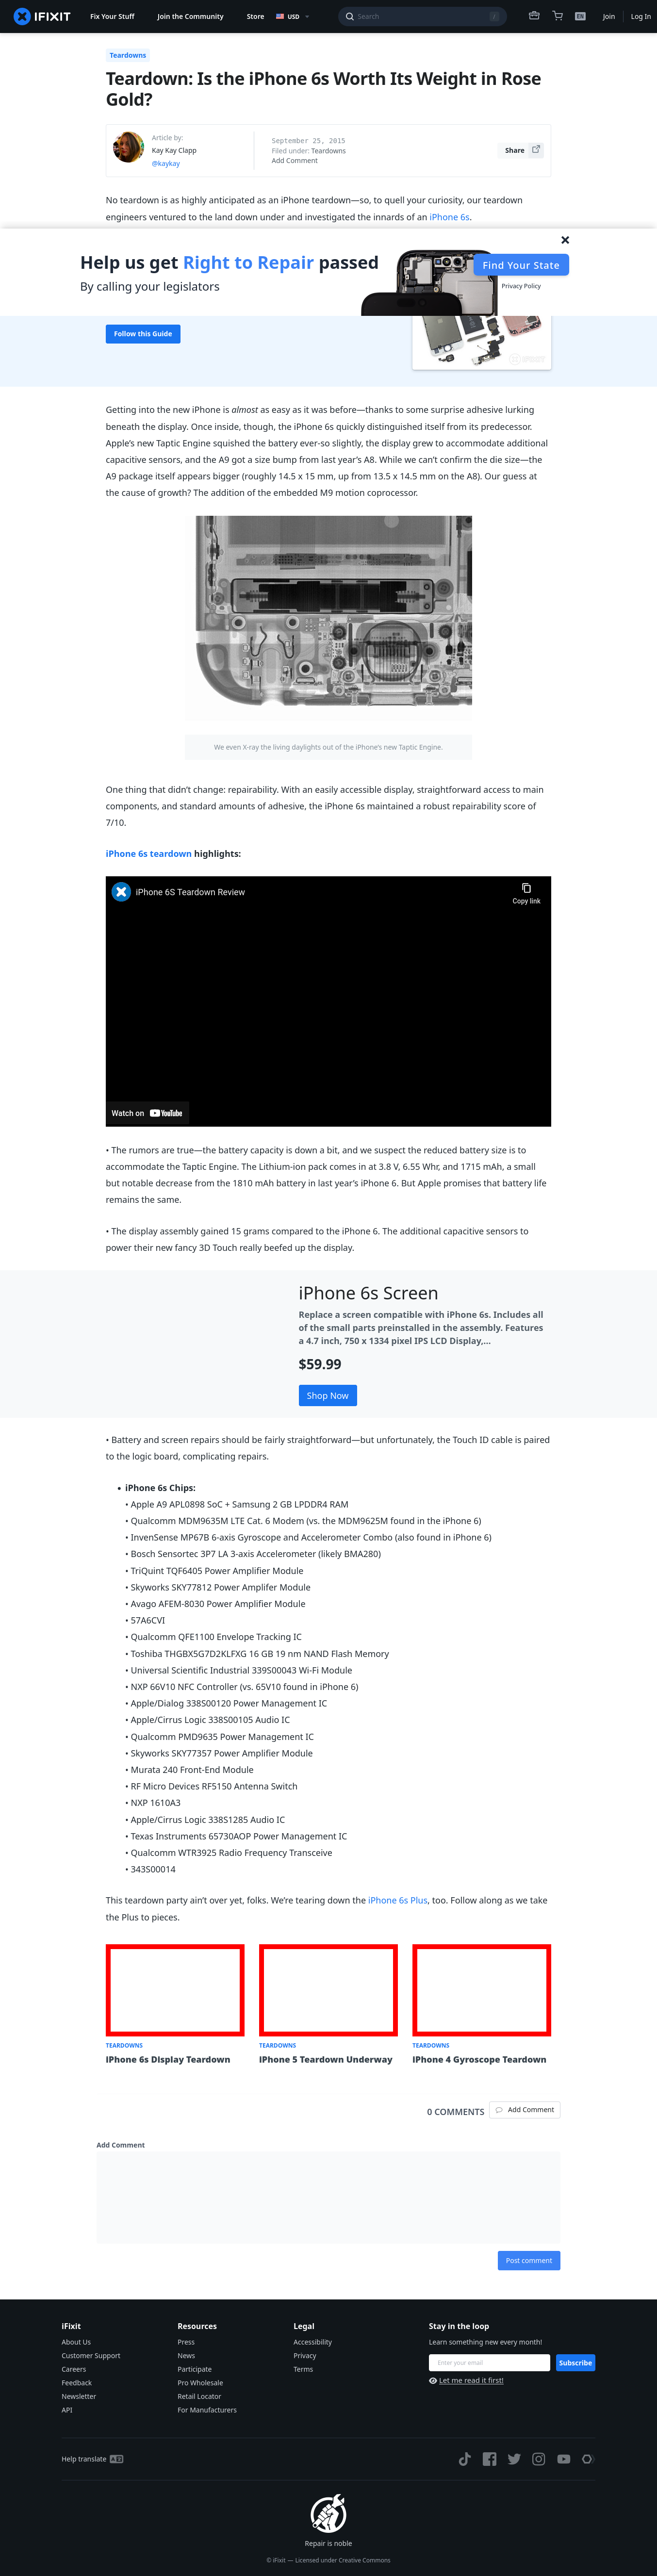 IFIXIT
Fix Your Stuff
Join the Community
Store
USD
Search
/
EN
Join
Log In
Teardowns
Teardown: Is the iPhone 6s Worth Its Weight in Rose
Gold?
Article by:
Kay Kay Clapp
@kaykay
September 25, 2015
Filed under: Teardowns
Add Comment
Share
No teardown is as highly anticipated as an iPhone teardown—so, to quell your curiosity, our teardown
engineers ventured to the land down under and investigated the innards of an iPhone 6s.
Help us get Right to Repair passed
By calling your legislators
Find Your State
Privacy Policy
Follow this Guide
IFIXIT
Getting into the new iPhone is almost as easy as it was before—thanks to some surprise adhesive lurking
beneath the display. Once inside, though, the iPhone 6s quickly distinguished itself from its predecessor.
Apple’s new Taptic Engine squished the battery ever-so slightly, the display grew to accommodate additional
capacitive sensors, and the A9 got a size bump from last year’s A8. While we can’t confirm the die size—the
A9 package itself appears bigger (roughly 14.5 x 15 mm, up from 13.5 x 14.5 mm on the A8). Our guess at
the cause of growth? The addition of the embedded M9 motion coprocessor.
We even X-ray the living daylights out of the iPhone’s new Taptic Engine.
One thing that didn’t change: repairability. With an easily accessible display, straightforward access to main
components, and standard amounts of adhesive, the iPhone 6s maintained a robust repairability score of
7/10.
iPhone 6s teardown highlights:
iPhone 6S Teardown Review
Copy link
Watch on YouTube
• The rumors are true—the battery capacity is down a bit, and we suspect the reduced battery size is to
accommodate the Taptic Engine. The Lithium-ion pack comes in at 3.8 V, 6.55 Whr, and 1715 mAh, a small
but notable decrease from the 1810 mAh battery in last year’s iPhone 6. But Apple promises that battery life
remains the same.
• The display assembly gained 15 grams compared to the iPhone 6. The additional capacitive sensors to
power their new fancy 3D Touch really beefed up the display.
iPhone 6s Screen
Replace a screen compatible with iPhone 6s. Includes all
of the small parts preinstalled in the assembly. Features
a 4.7 inch, 750 x 1334 pixel IPS LCD Display,...
$59.99
Shop Now
• Battery and screen repairs should be fairly straightforward—but unfortunately, the Touch ID cable is paired
to the logic board, complicating repairs.
• iPhone 6s Chips:
• Apple A9 APL0898 SoC + Samsung 2 GB LPDDR4 RAM
• Qualcomm MDM9635M LTE Cat. 6 Modem (vs. the MDM9625M found in the iPhone 6)
• InvenSense MP67B 6-axis Gyroscope and Accelerometer Combo (also found in iPhone 6)
• Bosch Sensortec 3P7 LA 3-axis Accelerometer (likely BMA280)
• TriQuint TQF6405 Power Amplifier Module
• Skyworks SKY77812 Power Amplifer Module
• Avago AFEM-8030 Power Amplifier Module
• 57A6CVI
• Qualcomm QFE1100 Envelope Tracking IC
• Toshiba THGBX5G7D2KLFXG 16 GB 19 nm NAND Flash Memory
• Universal Scientific Industrial 339S00043 Wi-Fi Module
• NXP 66V10 NFC Controller (vs. 65V10 found in iPhone 6)
• Apple/Dialog 338S00120 Power Management IC
• Apple/Cirrus Logic 338S00105 Audio IC
• Qualcomm PMD9635 Power Management IC
• Skyworks SKY77357 Power Amplifier Module
• Murata 240 Front-End Module
• RF Micro Devices RF5150 Antenna Switch
• NXP 1610A3
• Apple/Cirrus Logic 338S1285 Audio IC
• Texas Instruments 65730AOP Power Management IC
• Qualcomm WTR3925 Radio Frequency Transceive
• 343S00014
This teardown party ain’t over yet, folks. We’re tearing down the iPhone 6s Plus, too. Follow along as we take
the Plus to pieces.
TEARDOWNS
iPhone 6s Display Teardown
TEARDOWNS
iPhone 5 Teardown Underway
TEARDOWNS
iPhone 4 Gyroscope Teardown
0 COMMENTS
Add Comment
Add Comment
Post comment
iFixit
About Us
Customer Support
Careers
Feedback
Newsletter
API
Resources
Press
News
Participate
Pro Wholesale
Retail Locator
For Manufacturers
Legal
Accessibility
Privacy
Terms
Stay in the loop
Learn something new every month!
Enter your email
Subscribe
Let me read it first!
Help translate
Repair is noble
© iFixit — Licensed under Creative Commons